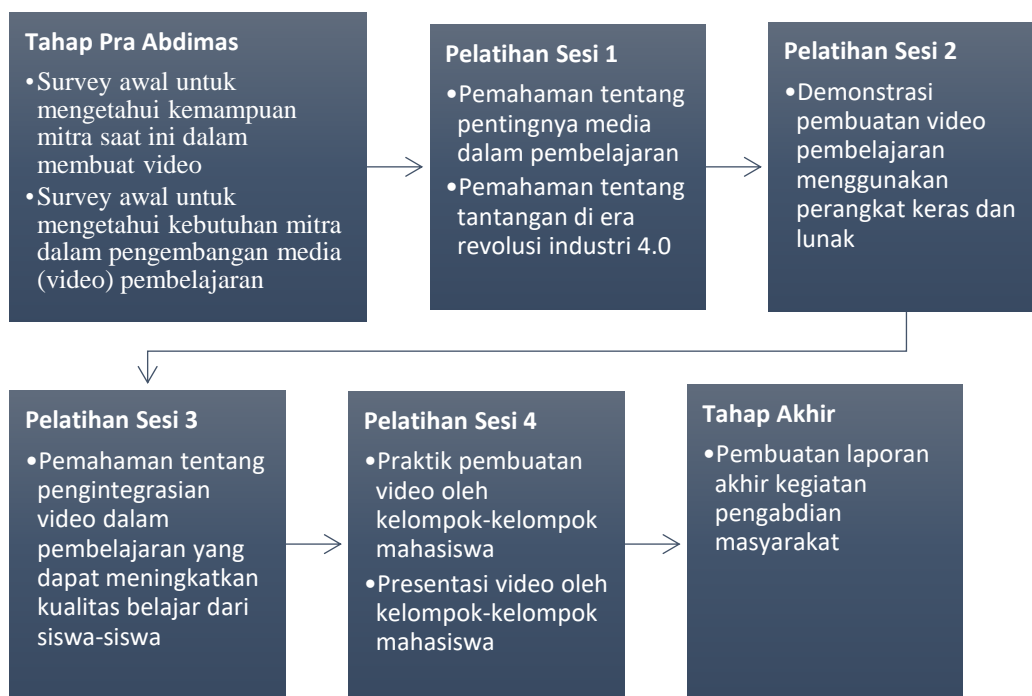 Tahap Pra Abdimas
•Survey awal untuk
mengetahui kemampuan
mitra saat ini dalam
membuat video
•Survey awal untuk
mengetahui kebutuhan mitra
dalam pengembangan media
(video) pembelajaran
Pelatihan Sesi 1
•Pemahaman tentang
pentingnya media
dalam pembelajaran
•Pemahaman tentang
tantangan di era
revolusi industri 4.0
Pelatihan Sesi 2
•Demonstrasi
pembuatan video
pembelajaran
menggunakan
perangkat keras dan
lunak
Pelatihan Sesi 3
•Pemahaman tentang
pengintegrasian
video dalam
pembelajaran yang
dapat meningkatkan
kualitas belajar dari
siswa-siswa
Pelatihan Sesi 4
•Praktik pembuatan
video oleh
kelompok-kelompok
mahasiswa
•Presentasi video oleh
kelompok-kelompok
mahasiswa
Tahap Akhir
•Pembuatan laporan
akhir kegiatan
pengabdian
masyarakat